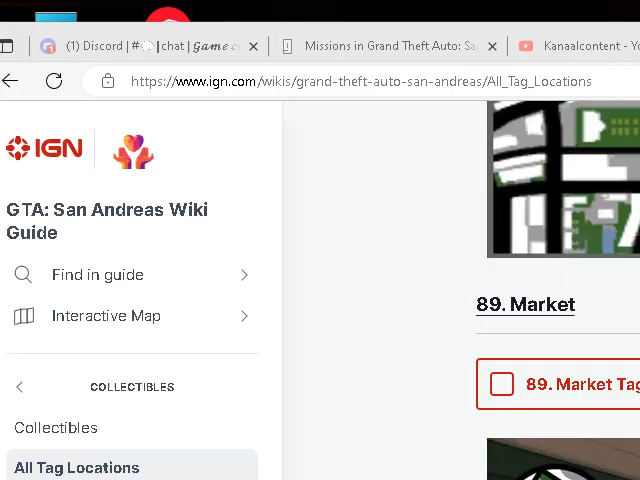 (1) Discord | # | chat | Game c
Missions in Grand Theft Auto: Sa
Kanaalcontent - Yo
https://www.ign.com/wikis/grand-theft-auto-san-andreas/All_Tag_Locations
IGN
GTA: San Andreas Wiki
Guide
Find in guide
Interactive Map
COLLECTIBLES
Collectibles
All Tag Locations
89. Market
89. Market Tag